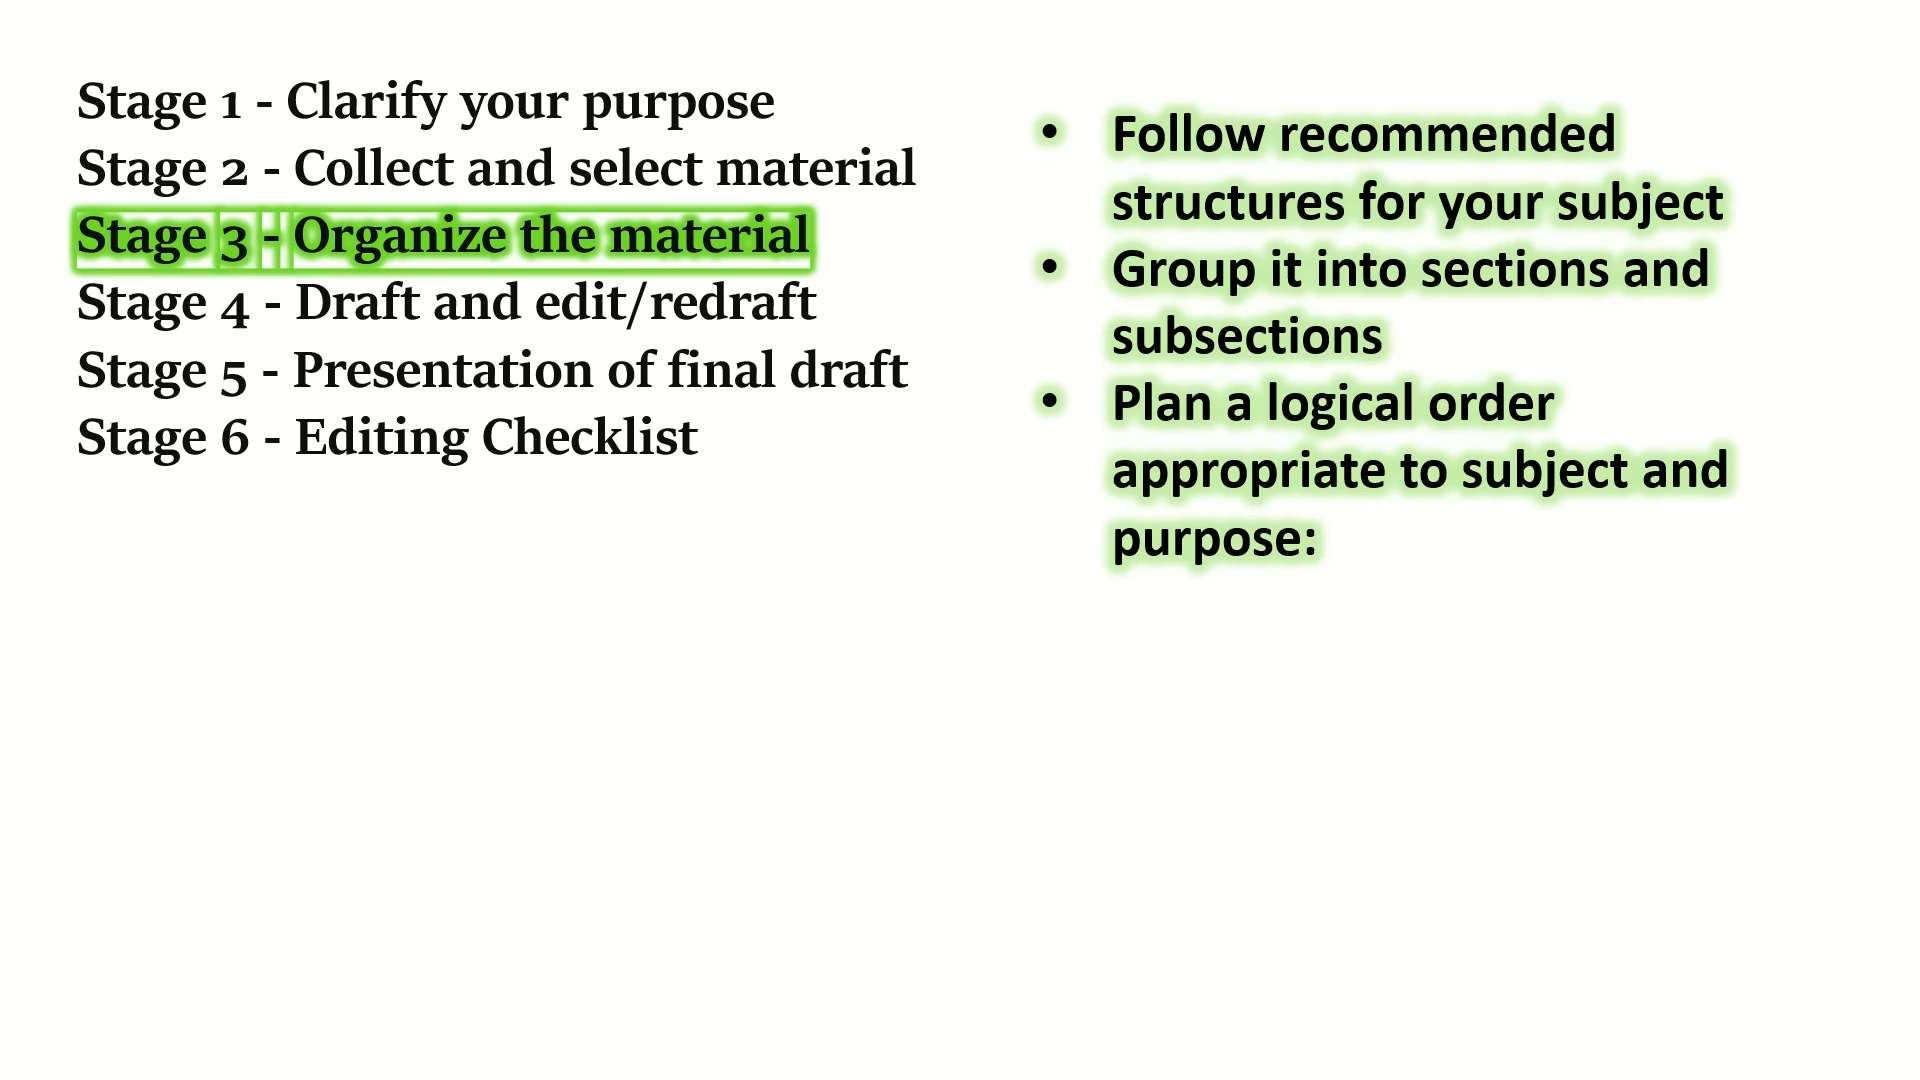 Stage 1 - Clarify your purpose
Stage 2 - Collect and select material
Stage 3 - Organize the material
Stage 4 - Draft and edit/redraft
Stage 5 - Presentation of final draft
Stage 6 - Editing Checklist
• Follow recommended
structures for your subject
• Group it into sections and
subsections
• Plan a logical order
appropriate to subject and
purpose: